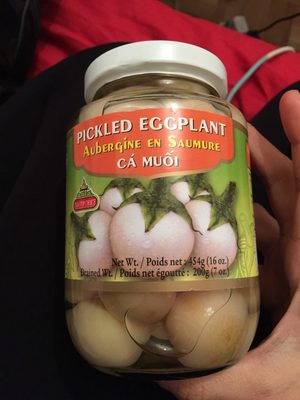 PICKLED EGGPLANT
AUBERGINE EN SAUMURE
CÀ MUỐI
Net Wt. / Poids net : 454g (16 oz.)
Drained Wt. / Poids net égoutté : 200g (7 oz.)